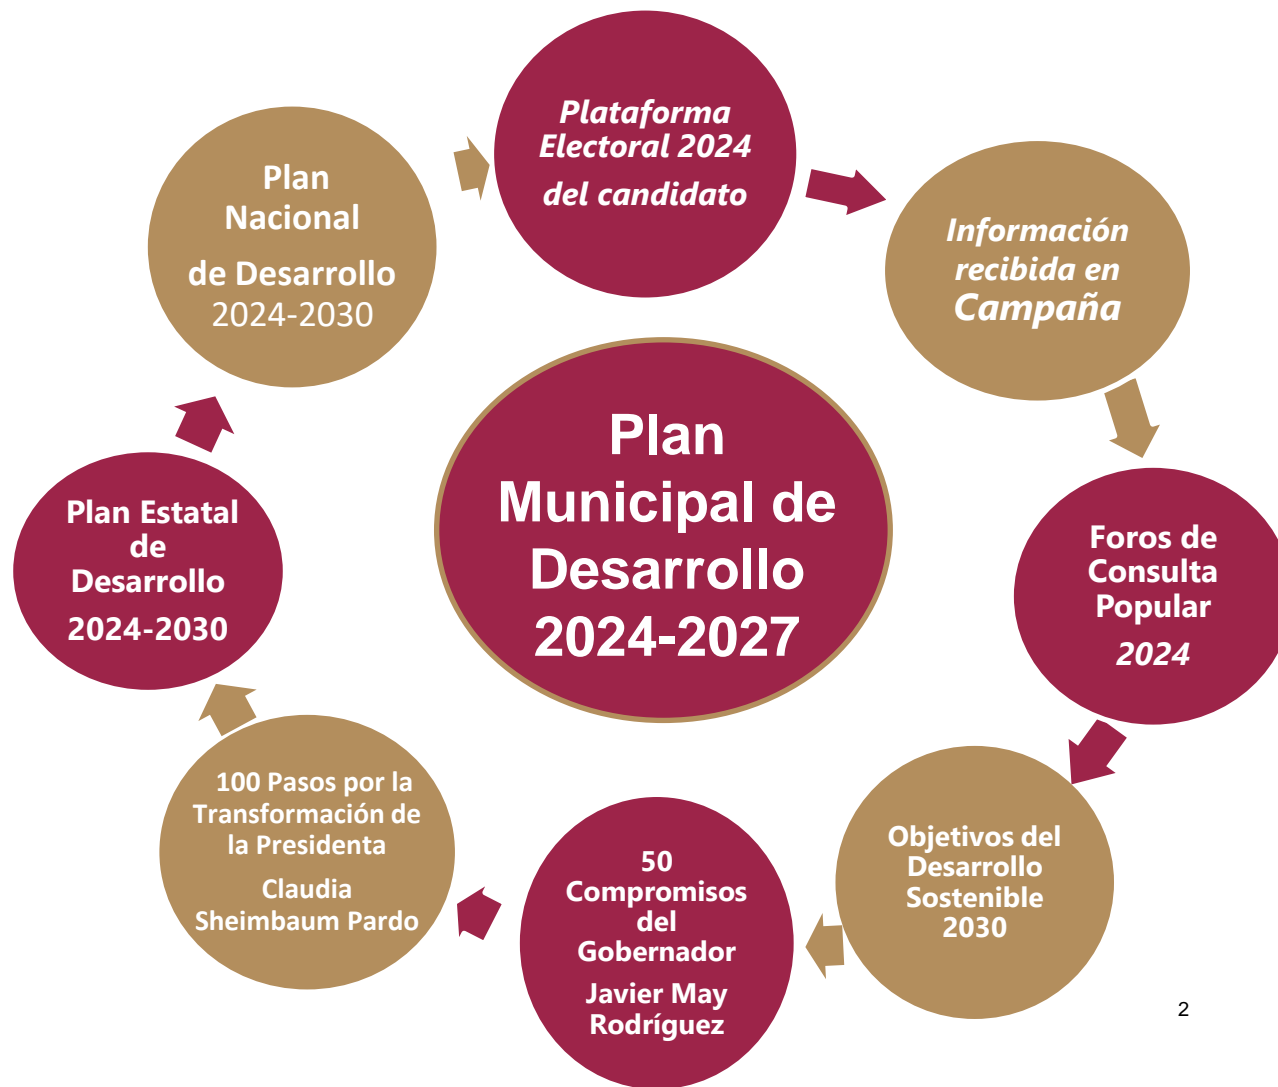 Plataforma
Electoral 2024
del candidato
Información
recibida en
Campaña
Foros de
Consulta
Popular
2024
Objetivos del
Desarrollo
Sostenible
2030
50
Compromisos
del
Gobernador
Javier May
Rodríguez
100 Pasos por la
Transformación de
la Presidenta
Claudia
Sheimbaum Pardo
Plan Estatal
de
Desarrollo
2024-2030
Plan
Nacional
de Desarrollo
2024-2030
Plan
Municipal de
Desarrollo
2024-2027
2